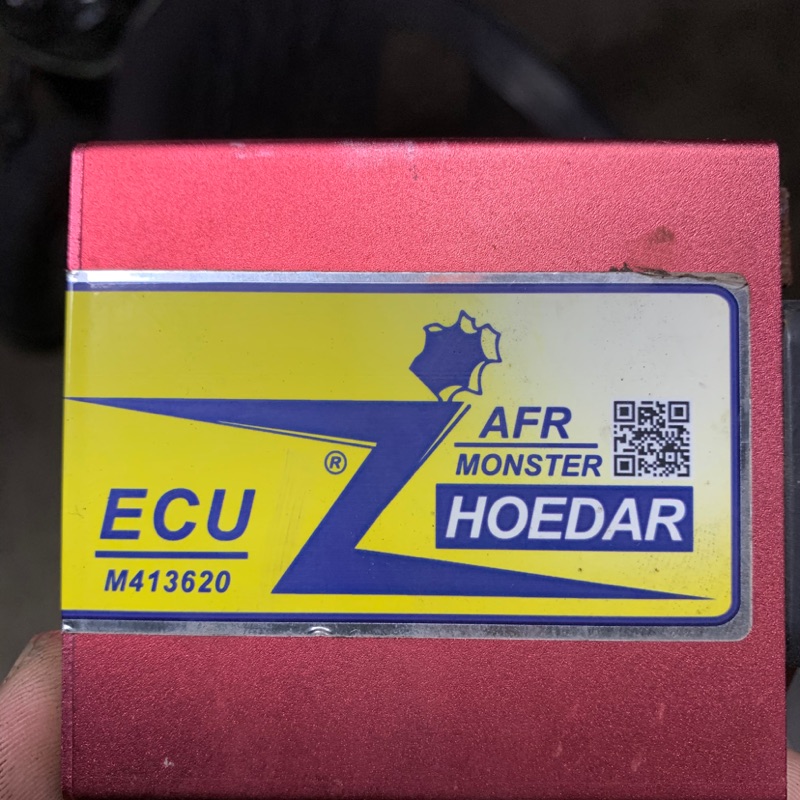 AFR
MONSTER
HOEDAR
®
ECU
M413620